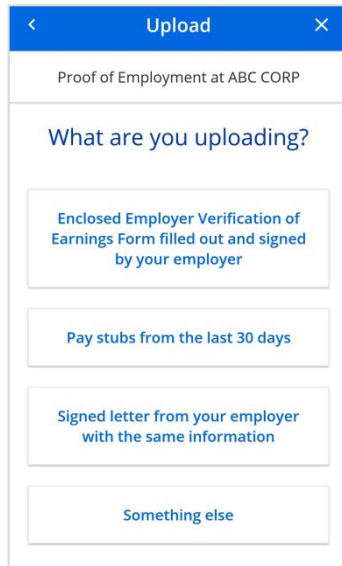 Upload
Proof of Employment at ABC CORP
What are you uploading?
Enclosed Employer Verification of
Earnings Form filled out and signed
by your employer
Pay stubs from the last 30 days
Signed letter from your employer
with the same information
Something else